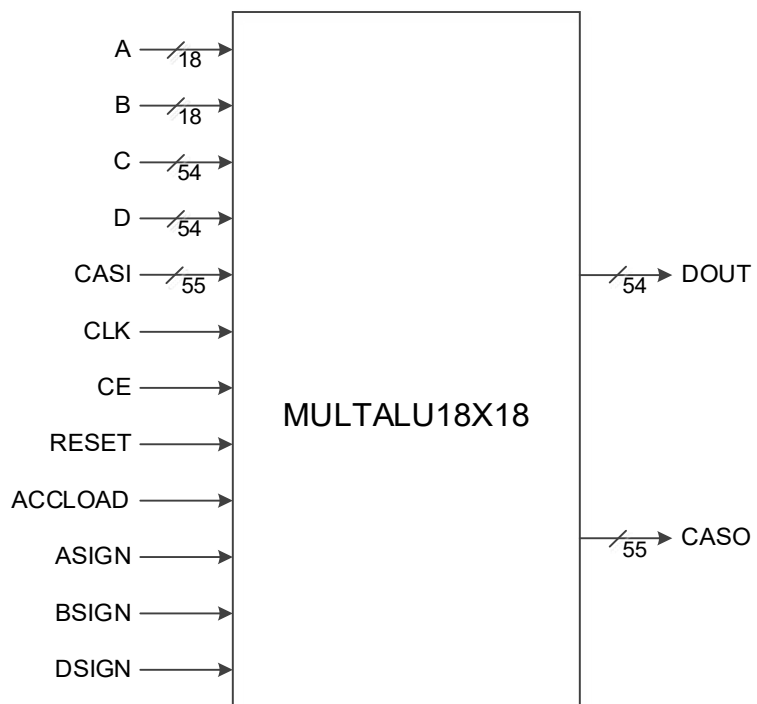 A
18
B
18
C
54
D
54
CASI
55
CLK
CE
RESET
ACCLOAD
ASIGN
BSIGN
DSIGN
MULTALU18X18
54
DOUT
55
CASO